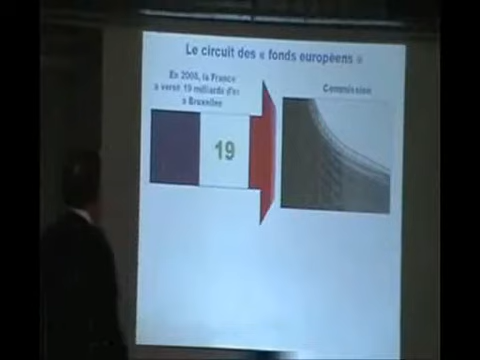 Le circuit des « fonds européens »
En 2008, la France
a versé 19 milliards d'€
à Bruxelles
Commission
19